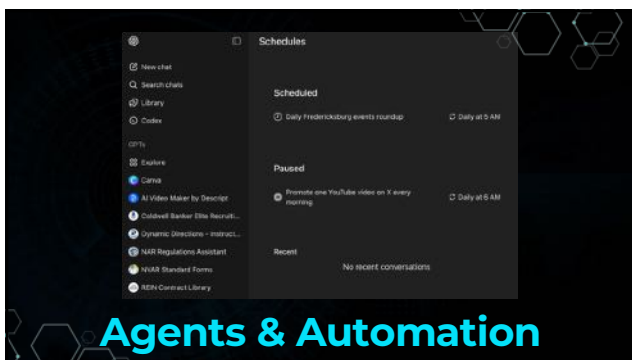 Schedules
New chat
Search chats
Library
Codex
GPTs
Explore
Canva
AI Video Maker by Descript
Coldwell Banker Elite Recruiti...
Dynamic Directions - Instruct...
NAR Regulations Assistant
NVAR Standard Forms
REIN Contract Library
Scheduled
Daily Fredericksburg events roundup
Daily at 5 AM
Paused
Promote one YouTube video on X every
morning
Daily at 6 AM
Recent
No recent conversations
Agents & Automation